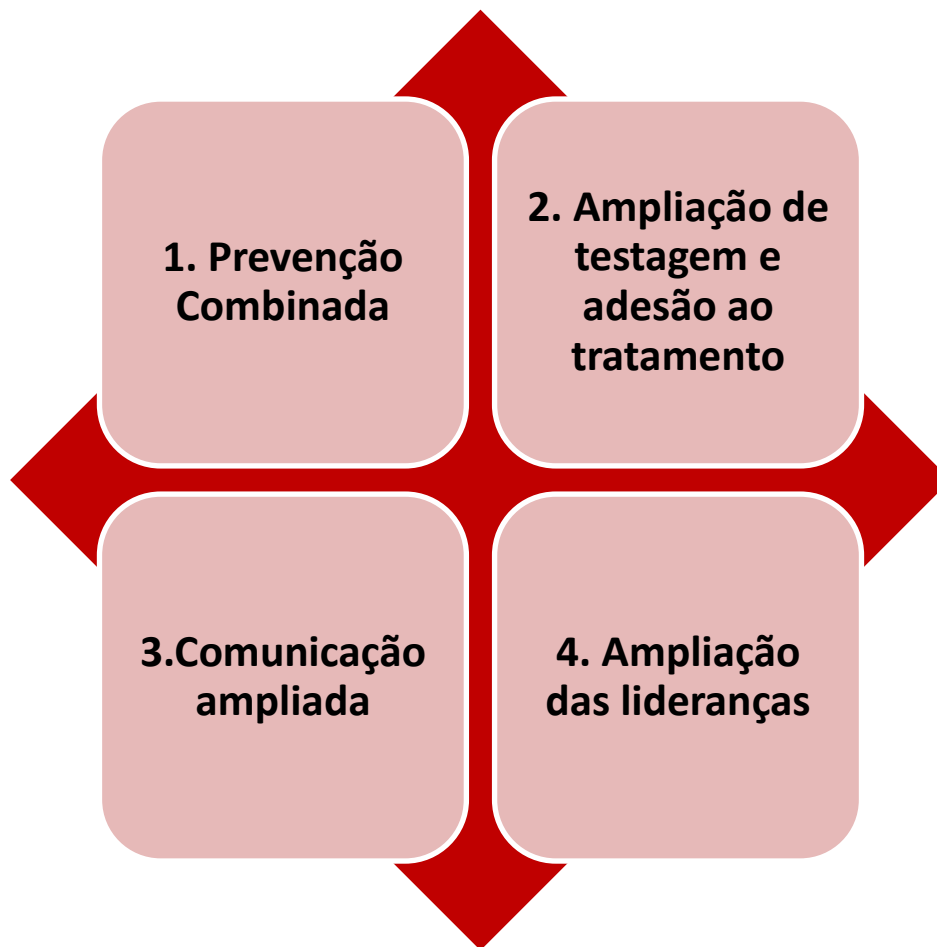 1. Prevenção
Combinada
2. Ampliação de
testagem e
adesão ao
tratamento
3.Comunicação
ampliada
4. Ampliação
das lideranças